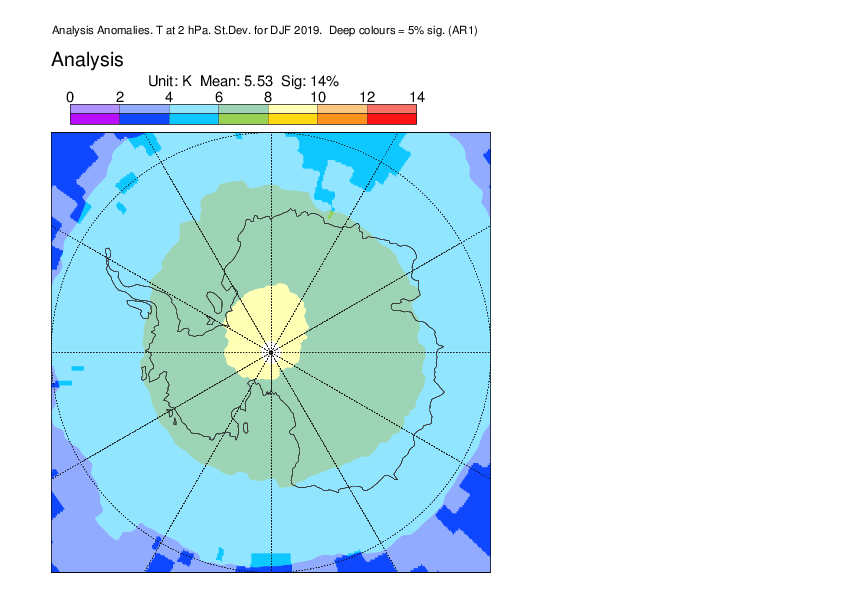 Analysis Anomalies. T at 2 hPa. St.Dev. for DJF 2019.  Deep colours = 5% sig. (AR1)
Analysis
Unit: K  Mean: 5.53  Sig: 14%
0 2 4 6 8 10 12 14